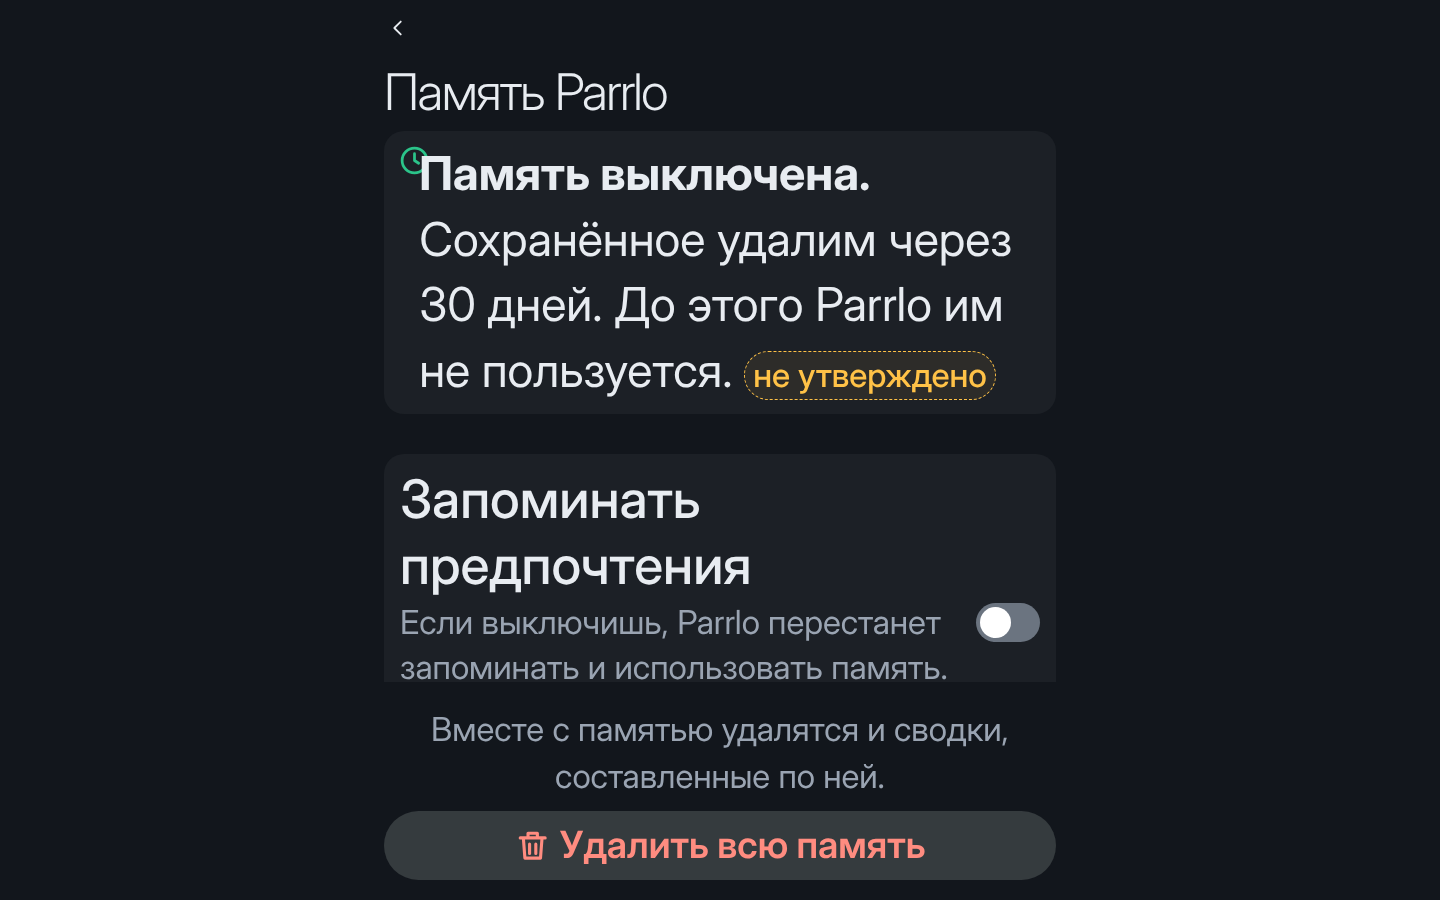 Память Parrlo
Память выключена.
Сохранённое удалим через
30 дней. До этого Parrlo им
не пользуется. не утверждено
Запоминать
предпочтения
Если выключишь, Parrlo перестанет
запоминать и использовать память.
Вместе с памятью удалятся и сводки,
составленные по ней.
Удалить всю память